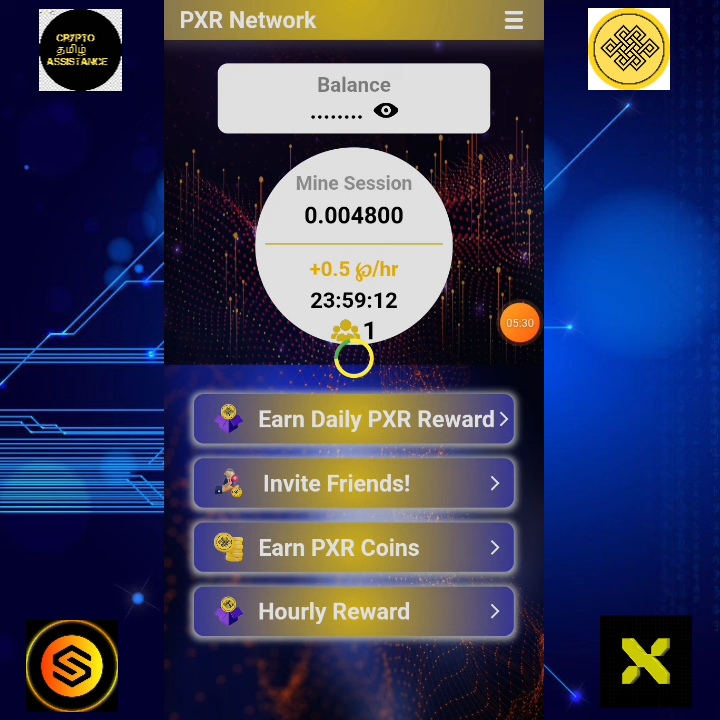 CR7PTO
தமிழ்
ASSISTANCE
PXR Network
Balance
........
Mine Session
0.004800
+0.5 ℘/hr
23:59:12
1
05:30
Earn Daily PXR Reward
Invite Friends!
Earn PXR Coins
Hourly Reward